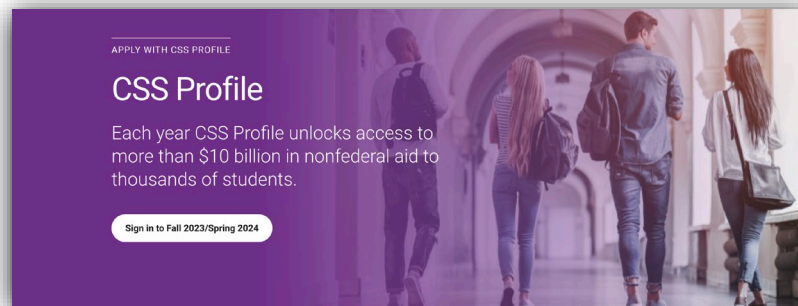 APPLY WITH CSS PROFILE
CSS Profile
Each year CSS Profile unlocks access to
more than $10 billion in nonfederal aid to
thousands of students.
Sign in to Fall 2023/Spring 2024